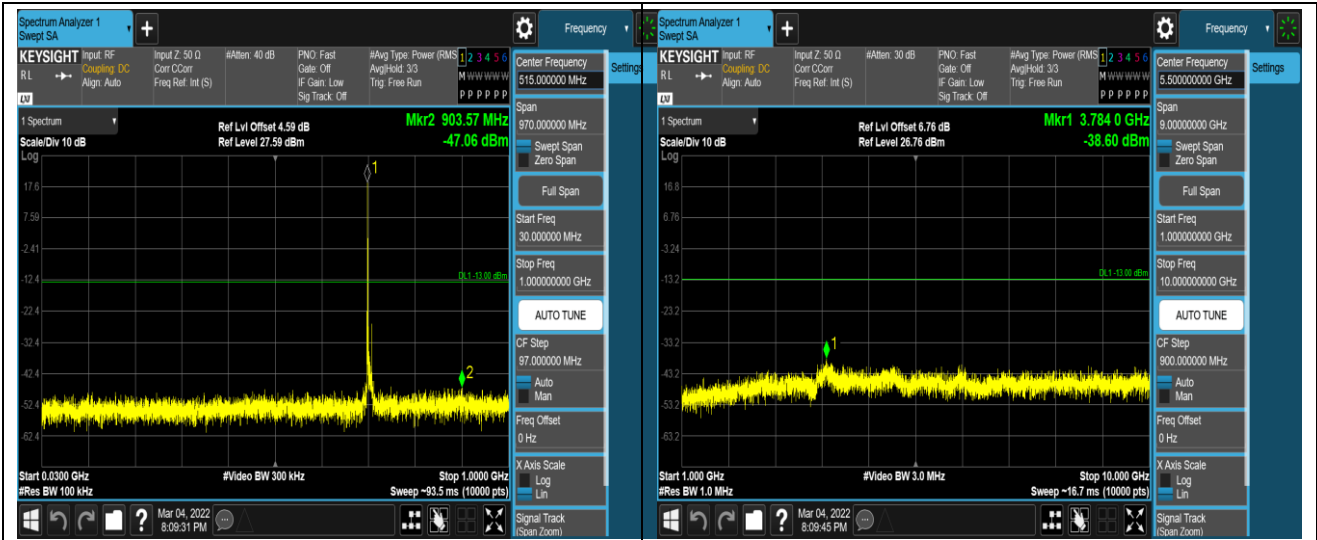 Spectrum Analyzer 1
Swept SA
+
Frequency
KEYSIGHT
RL
LXI
Input: RF
Coupling: DC
Align: Auto
Input Z: 50 Ω
Corr CCorr
Freq Ref: Int (S)
#Atten: 40 dB
PNO: Fast
Gate: Off
IF Gain: Low
Sig Track: Off
#Avg Type: Power (RMS
Avg|Hold: 3/3
Trig: Free Run
1 2 3 4 5 6
M W W W W W
P P P P P P
1 Spectrum
Scale/Div 10 dB
Log
Ref Lvl Offset 4.59 dB
Ref Level 27.59 dBm
Mkr2 903.57 MHz
-47.06 dBm
1
17.6
7.59
-2.41
-12.4
DL1 -13.00 dBm
-22.4
-32.4
-42.4
2
-52.4
-62.4
Start 0.0300 GHz
#Res BW 100 kHz
#Video BW 300 kHz
Stop 1.0000 GHz
Sweep ~93.5 ms (10000 pts)
Center Frequency
515.000000 MHz
Settings
Span
970.000000 MHz
Swept Span
Zero Span
Full Span
Start Freq
30.000000 MHz
Stop Freq
1.000000000 GHz
AUTO TUNE
CF Step
97.000000 MHz
Auto
Man
Freq Offset
0 Hz
X Axis Scale
Log
Lin
Signal Track
(Span Zoom)
?
Mar 04, 2022
8:09:31 PM
Spectrum Analyzer 1
Swept SA
+
Frequency
KEYSIGHT
RL
LXI
Input: RF
Coupling: DC
Align: Auto
Input Z: 50 Ω
Corr CCorr
Freq Ref: Int (S)
#Atten: 30 dB
PNO: Fast
Gate: Off
IF Gain: Low
Sig Track: Off
#Avg Type: Power (RMS
Avg|Hold: 3/3
Trig: Free Run
1 2 3 4 5 6
M W W W W W
P P P P P P
1 Spectrum
Scale/Div 10 dB
Log
Ref Lvl Offset 6.76 dB
Ref Level 26.76 dBm
Mkr1 3.784 0 GHz
-38.60 dBm
16.8
6.76
-3.24
DL1 -13.00 dBm
-13.2
-23.2
-33.2
1
-43.2
-53.2
-63.2
Start 1.000 GHz
#Res BW 1.0 MHz
#Video BW 3.0 MHz
Stop 10.000 GHz
Sweep ~16.7 ms (10000 pts)
Center Frequency
5.500000000 GHz
Settings
Span
9.00000000 GHz
Swept Span
Zero Span
Full Span
Start Freq
1.000000000 GHz
Stop Freq
10.000000000 GHz
AUTO TUNE
CF Step
900.000000 MHz
Auto
Man
Freq Offset
0 Hz
X Axis Scale
Log
Lin
Signal Track
(Span Zoom)
?
Mar 04, 2022
8:09:45 PM